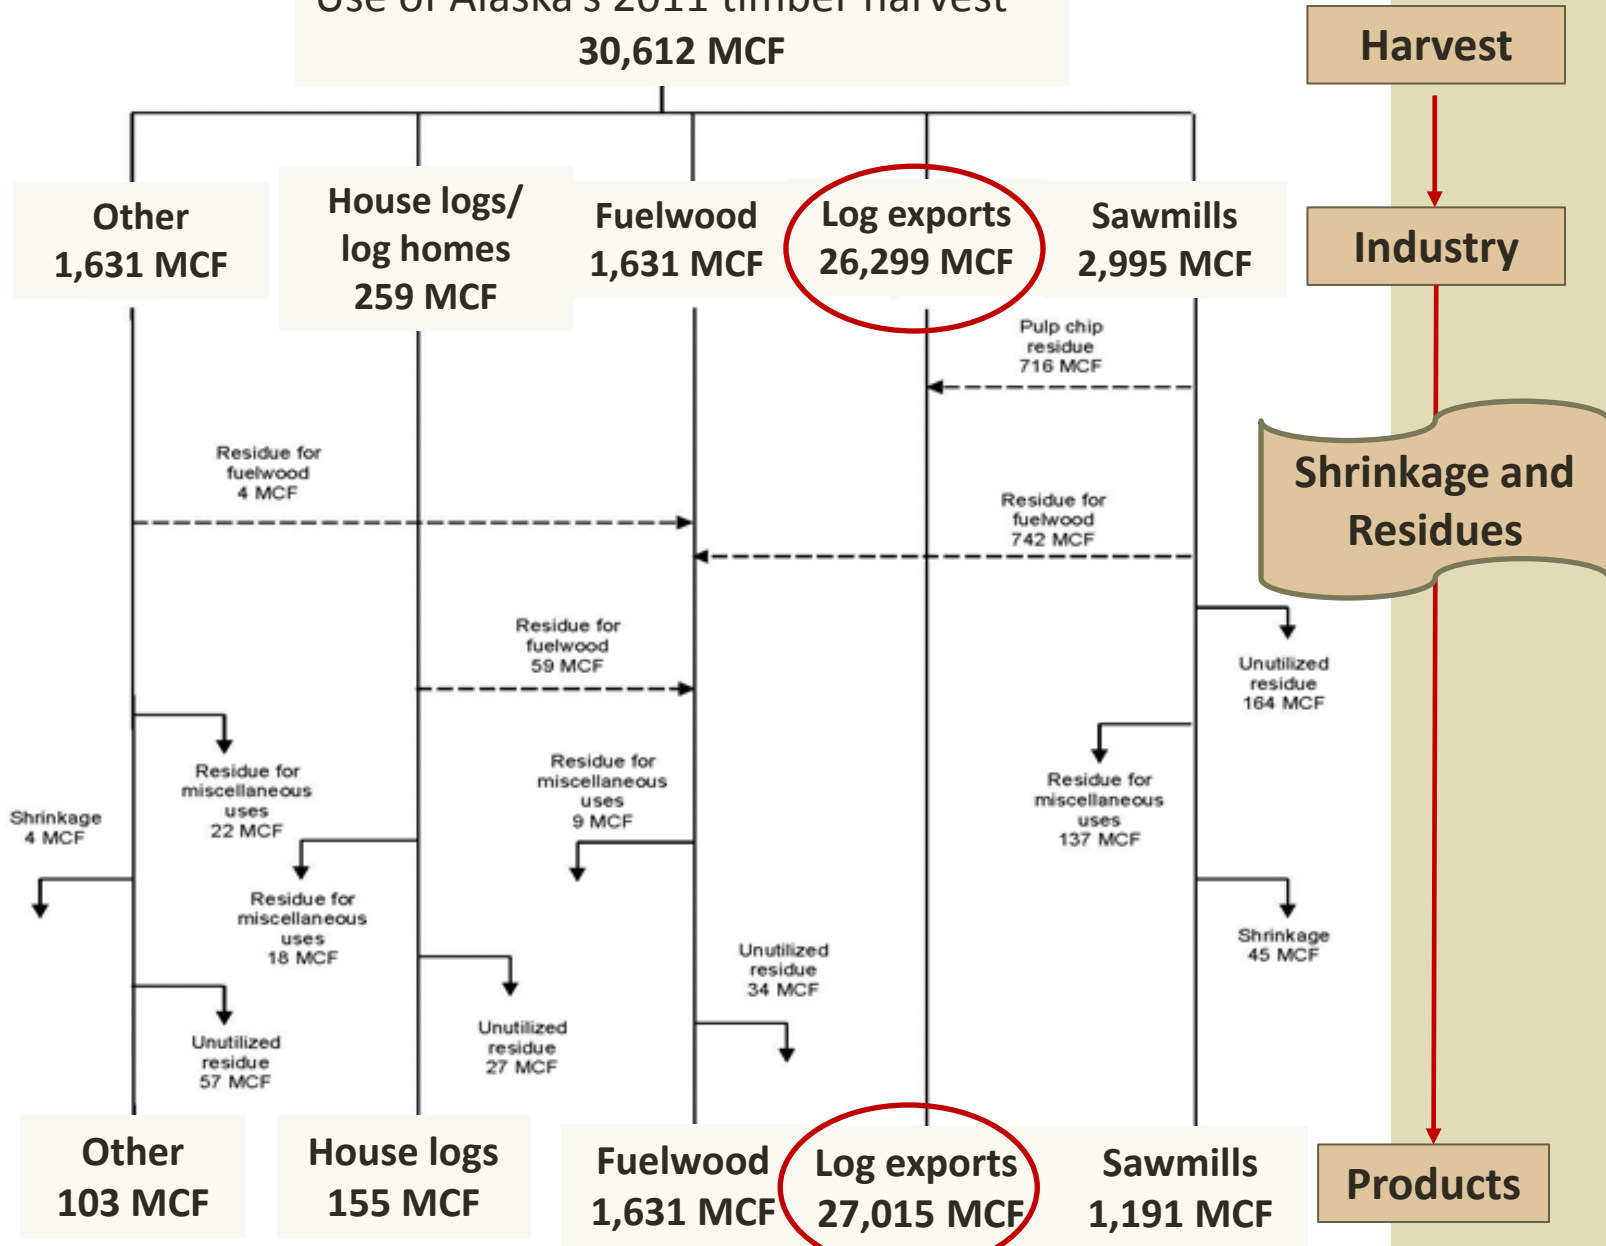 Use of Alaska's 2011 timber harvest
30,612 MCF
Harvest
Other
1,631 MCF
House logs/
log homes
259 MCF
Fuelwood
1,631 MCF
Log exports
26,299 MCF
Sawmills
2,995 MCF
Industry
Pulp chip
residue
716 MCF
Residue for
fuelwood
4 MCF
Residue for
fuelwood
742 MCF
Shrinkage and
Residues
Residue for
fuelwood
59 MCF
Unutilized
residue
164 MCF
Residue for
miscellaneous
uses
22 MCF
Residue for
miscellaneous
uses
9 MCF
Residue for
miscellaneous
uses
137 MCF
Shrinkage
4 MCF
Residue for
miscellaneous
uses
18 MCF
Unutilized
residue
34 MCF
Shrinkage
45 MCF
Unutilized
residue
57 MCF
Unutilized
residue
27 MCF
Other
103 MCF
House logs
155 MCF
Fuelwood
1,631 MCF
Log exports
27,015 MCF
Sawmills
1,191 MCF
Products